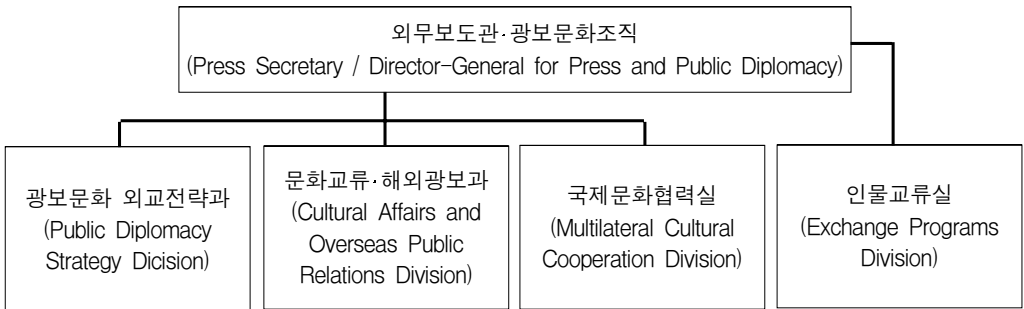 외무보도관·광보문화조직
(Press Secretary / Director-General for Press and Public Diplomacy)
광보문화 외교전략과
(Public Diplomacy
Strategy Dicision)
문화교류·해외광보과
(Cultural Affairs and
Overseas Public
Relations Division)
국제문화협력실
(Multilateral Cultural
Cooperation Division)
인물교류실
(Exchange Programs
Division)